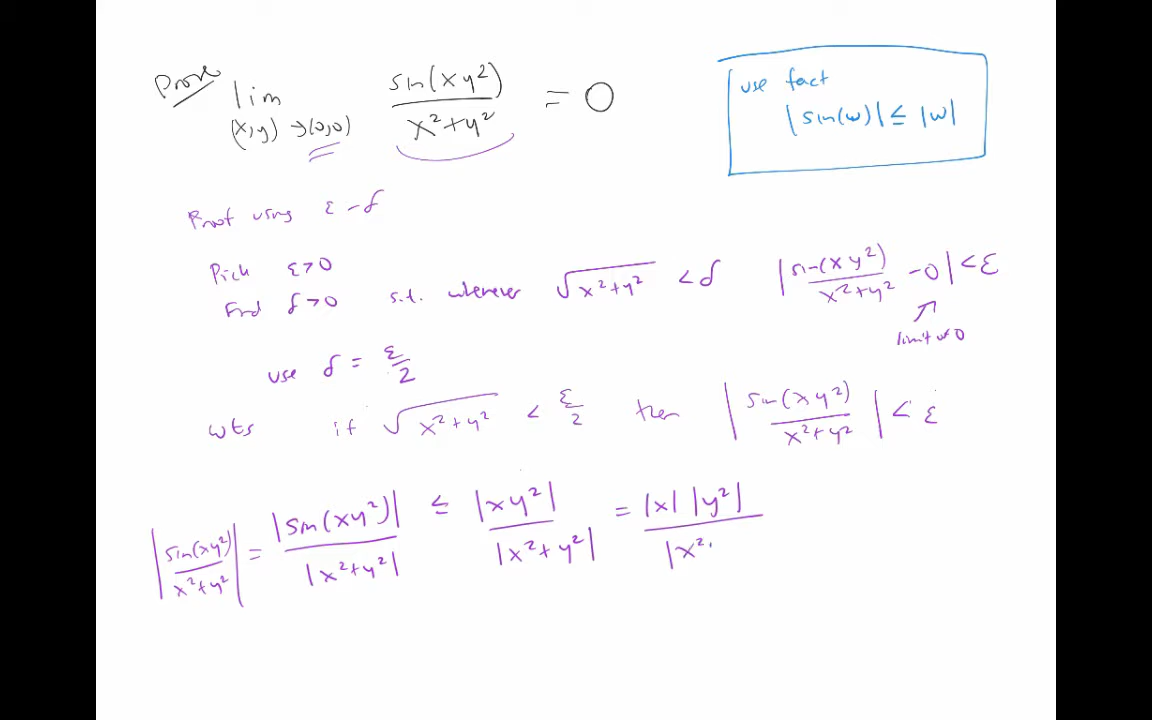 Prove lim (x,y)→(0,0) sin(xy²)/x²+y² = 0
use fact
|sin(w)| ≤ |w|
Proof using ε-δ
Pick ε>0
Find δ>0 s.t. whenever √x²+y² < δ |sin(xy²)/x²+y² - 0| < ε
limit of 0
use δ = ε/2
wts if √x²+y² < ε/2 then |sin(xy²)/x²+y²| < ε
|sin(xy²)/x²+y²| = |sin(xy²)|/|x²+y²| ≤ |xy²|/|x²+y²| = |x| |y²|/|x²